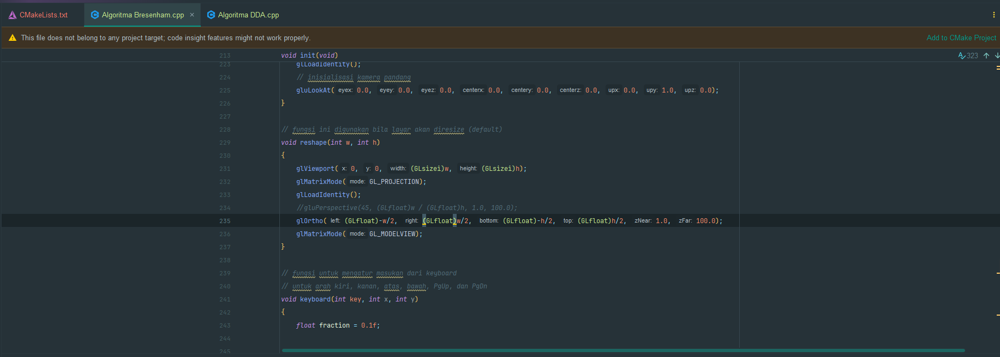 CMakeLists.txt Algoritma Bresenham.cpp × Algoritma DDA.cpp
This file does not belong to any project target; code insight features might not work properly. Add to CMake Project
213 void init(void) 323
223 glLoadIdentity();
224 // inisialisasi kamera pandang
225 gluLookAt( eyex: 0.0, eyey: 0.0, eyez: 0.0, centerx: 0.0, centery: 0.0, centerz: 0.0, upx: 0.0, upy: 1.0, upz: 0.0);
226 }
227
228 // fungsi ini digunakan bila layar akan diresize (default)
229 void reshape(int w, int h)
230 {
231 glViewport( x: 0, y: 0, width: (GLsizei)w, height: (GLsizei)h);
232 glMatrixMode( mode: GL_PROJECTION);
233 glLoadIdentity();
234 //gluPerspective(45, (GLfloat)w / (GLfloat)h, 1.0, 100.0);
235 glOrtho( left: (GLfloat)-w/2, right: (GLfloat)w/2, bottom: (GLfloat)-h/2, top: (GLfloat)h/2, zNear: 1.0, zFar: 100.0);
236 glMatrixMode( mode: GL_MODELVIEW);
237 }
238
239 // fungsi untuk mengatur masukan dari keyboard
240 // untuk arah kiri, kanan, atas, bawah, PgUp, dan PgDn
241 void keyboard(int key, int x, int y)
242 {
243 float fraction = 0.1f;
244
245